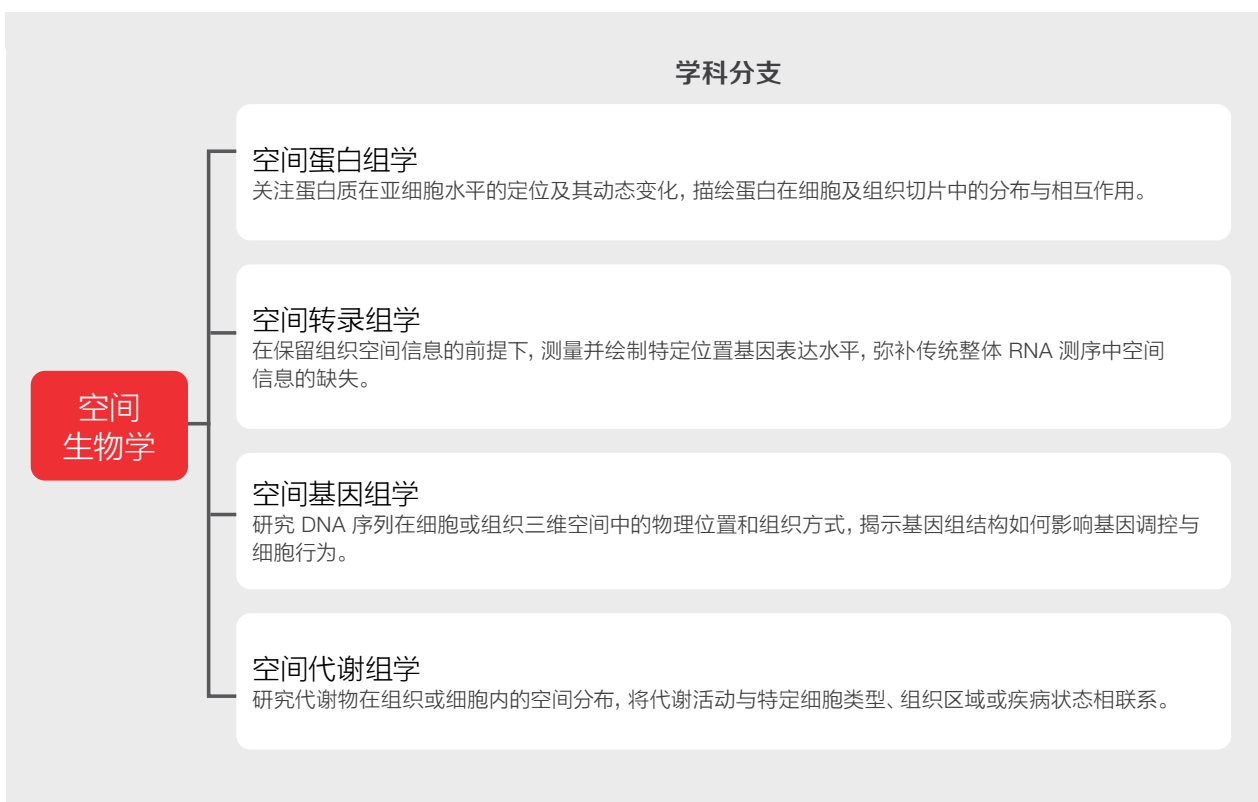 学科分支
空间蛋白组学
关注蛋白质在亚细胞水平的定位及其动态变化, 描绘蛋白在细胞及组织切片中的分布与相互作用。
空间转录组学
在保留组织空间信息的前提下, 测量并绘制特定位置基因表达水平, 弥补传统整体 RNA 测序中空间
信息的缺失。
空间
生物学
空间基因组学
研究 DNA 序列在细胞或组织三维空间中的物理位置和组织方式, 揭示基因组结构如何影响基因调控与
细胞行为。
空间代谢组学
研究代谢物在组织或细胞内的空间分布, 将代谢活动与特定细胞类型、组织区域或疾病状态相联系。